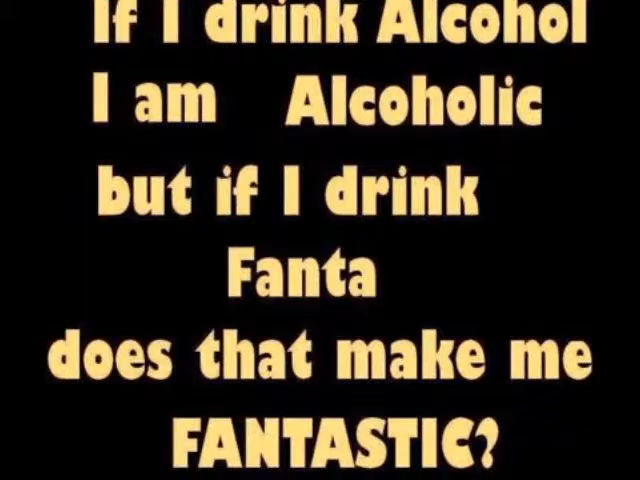 If I drink Alcohol
I am Alcoholic
but if I drink
Fanta
does that make me
FANTASTIC?